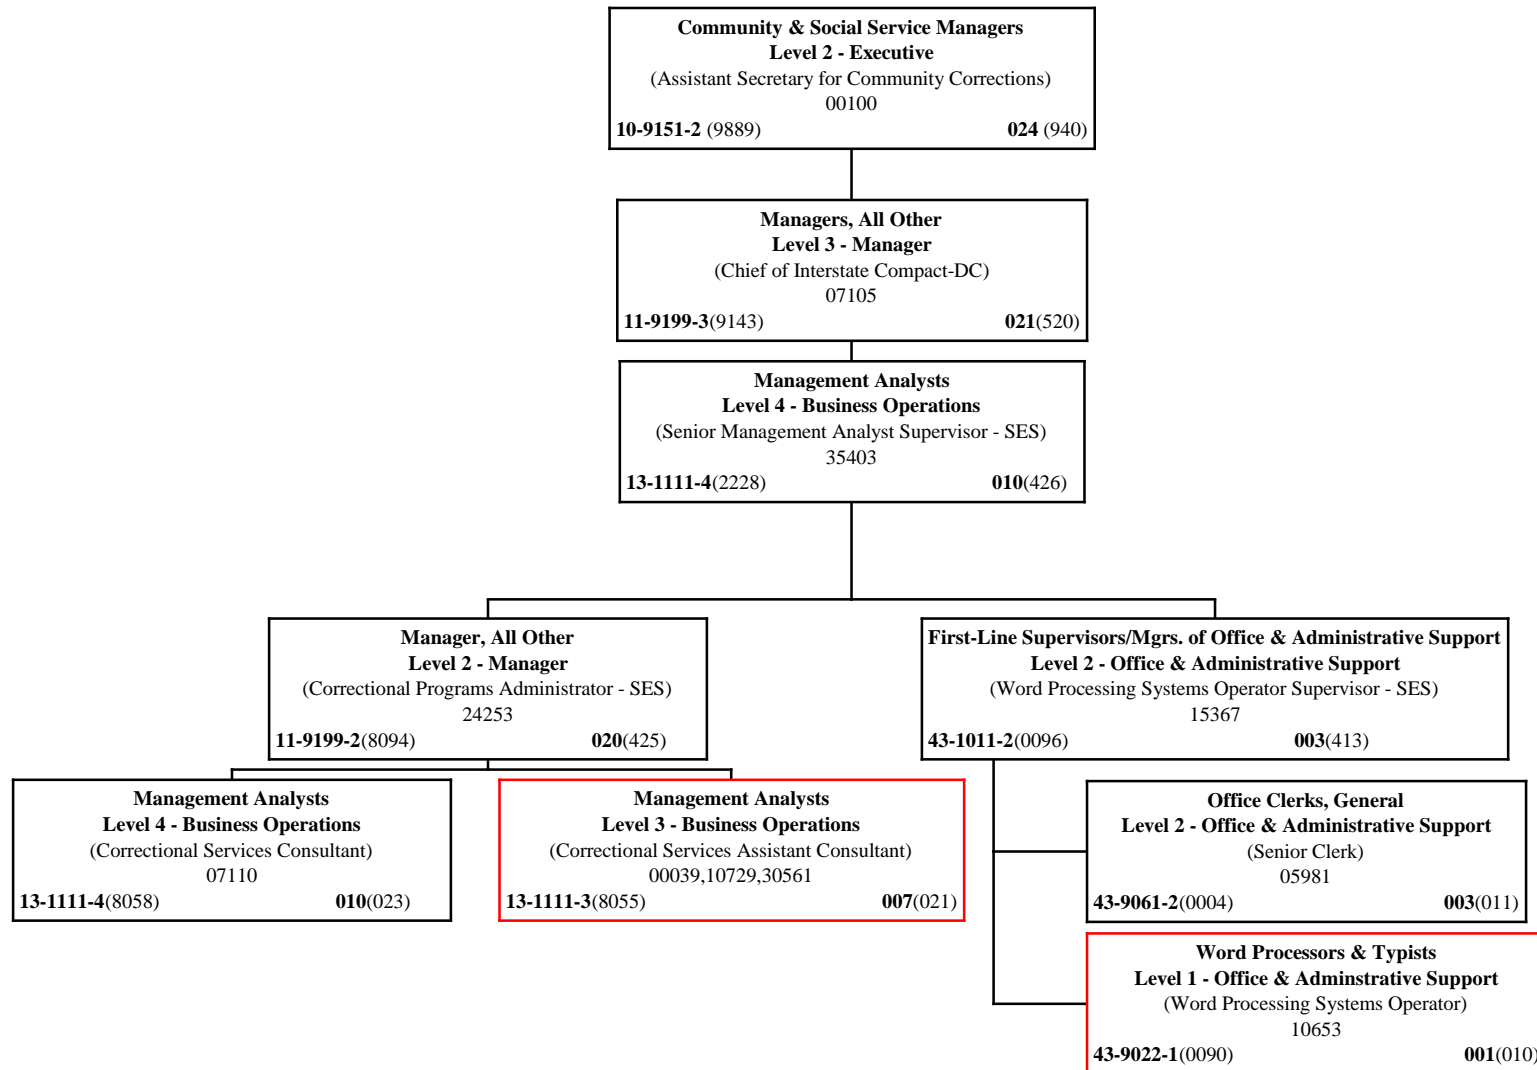 Community & Social Service Managers
Level 2 - Executive
(Assistant Secretary for Community Corrections)
00100
10-9151-2 (9889) 024 (940)
Managers, All Other
Level 3 - Manager
(Chief of Interstate Compact-DC)
07105
11-9199-3(9143) 021(520)
Management Analysts
Level 4 - Business Operations
(Senior Management Analyst Supervisor - SES)
35403
13-1111-4(2228) 010(426)
Manager, All Other
Level 2 - Manager
(Correctional Programs Administrator - SES)
24253
11-9199-2(8094) 020(425)
First-Line Supervisors/Mgrs. of Office & Administrative Support
Level 2 - Office & Administrative Support
(Word Processing Systems Operator Supervisor - SES)
15367
43-1011-2(0096) 003(413)
Management Analysts
Level 4 - Business Operations
(Correctional Services Consultant)
07110
13-1111-4(8058) 010(023)
Management Analysts
Level 3 - Business Operations
(Correctional Services Assistant Consultant)
00039,10729,30561
13-1111-3(8055) 007(021)
Office Clerks, General
Level 2 - Office & Administrative Support
(Senior Clerk)
05981
43-9061-2(0004) 003(011)
Word Processors & Typists
Level 1 - Office & Adminstrative Support
(Word Processing Systems Operator)
10653
43-9022-1(0090) 001(010)